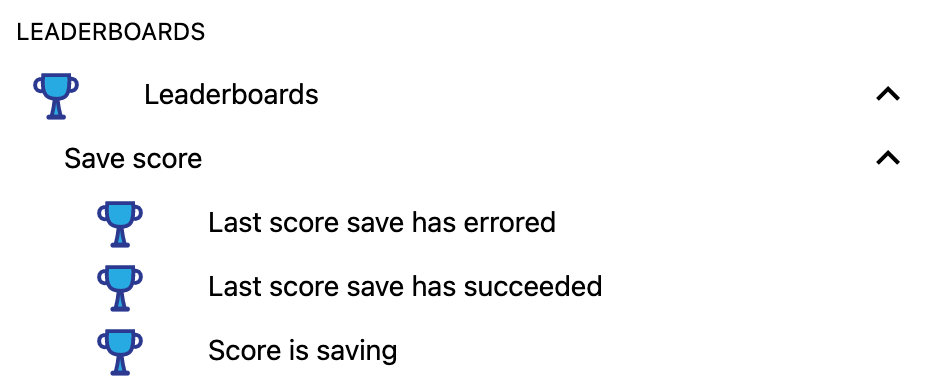 LEADERBOARDS
Leaderboards
Save score
Last score save has errored
Last score save has succeeded
Score is saving